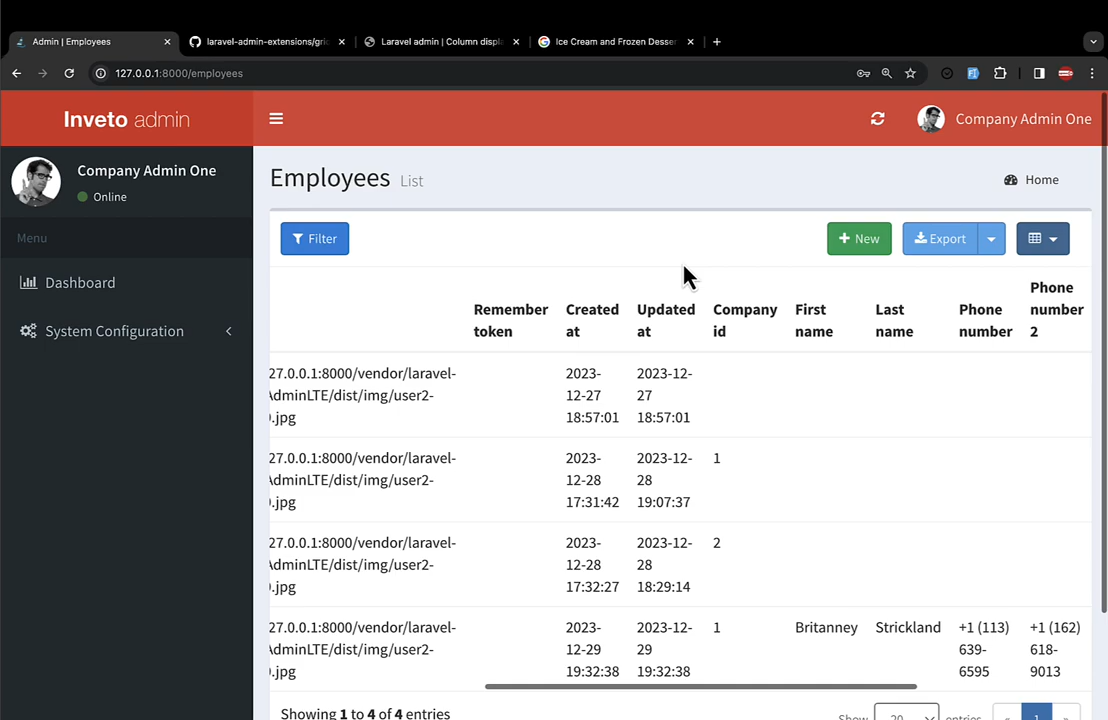 Admin | Employees
laravel-admin-extensions/gric
Laravel admin | Column displa
Ice Cream and Frozen Desser
127.0.0.1:8000/employees
Inveto admin
Company Admin One
Company Admin One
Online
Menu
Dashboard
System Configuration
Employees List
Home
Filter
New
Export
Remember token
Created at
Updated at
Company id
First name
Last name
Phone number
Phone number 2
27.0.0.1:8000/vendor/laravel-
AdminLTE/dist/img/user2-
.jpg
2023-12-27 18:57:01
2023-12-27 18:57:01
27.0.0.1:8000/vendor/laravel-
AdminLTE/dist/img/user2-
.jpg
2023-12-28 17:31:42
2023-12-28 19:07:37
1
27.0.0.1:8000/vendor/laravel-
AdminLTE/dist/img/user2-
.jpg
2023-12-28 17:32:27
2023-12-28 18:29:14
2
27.0.0.1:8000/vendor/laravel-
AdminLTE/dist/img/user2-
.jpg
2023-12-29 19:32:38
2023-12-29 19:32:38
1
Britanney
Strickland
+1 (113) 639-6595
+1 (162) 618-9013
Showing 1 to 4 of 4 entries
Show 20 entries
« 1 »